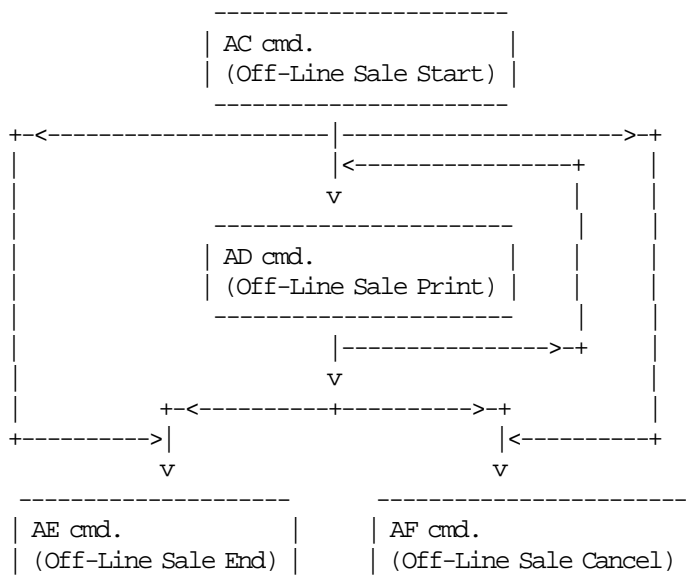 AC cmd.
(Off-Line Sale Start)
v
AD cmd.
(Off-Line Sale Print)
v
v v
AE cmd. AF cmd.
(Off-Line Sale End) (Off-Line Sale Cancel)